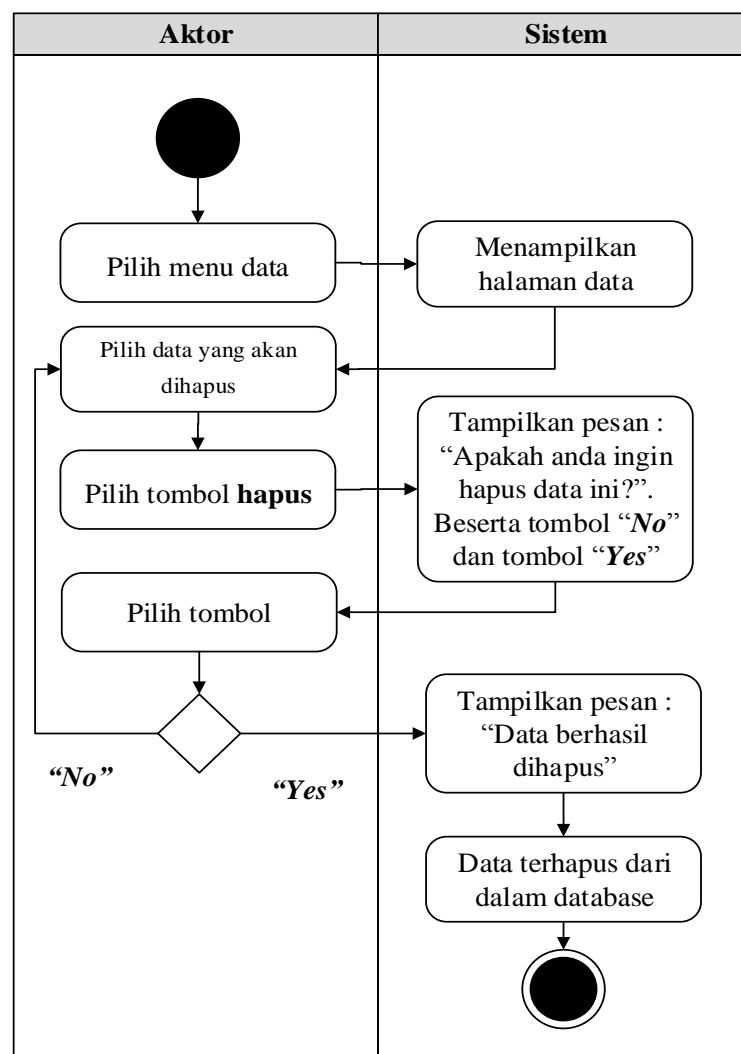 Aktor
Sistem
Pilih menu data
Menampilkan
halaman data
Pilih data yang akan
dihapus
Pilih tombol hapus
Tampilkan pesan :
“Apakah anda ingin
hapus data ini?”.
Beserta tombol “No”
dan tombol “Yes”
Pilih tombol
“No”
“Yes”
Tampilkan pesan :
“Data berhasil
dihapus”
Data terhapus dari
dalam database